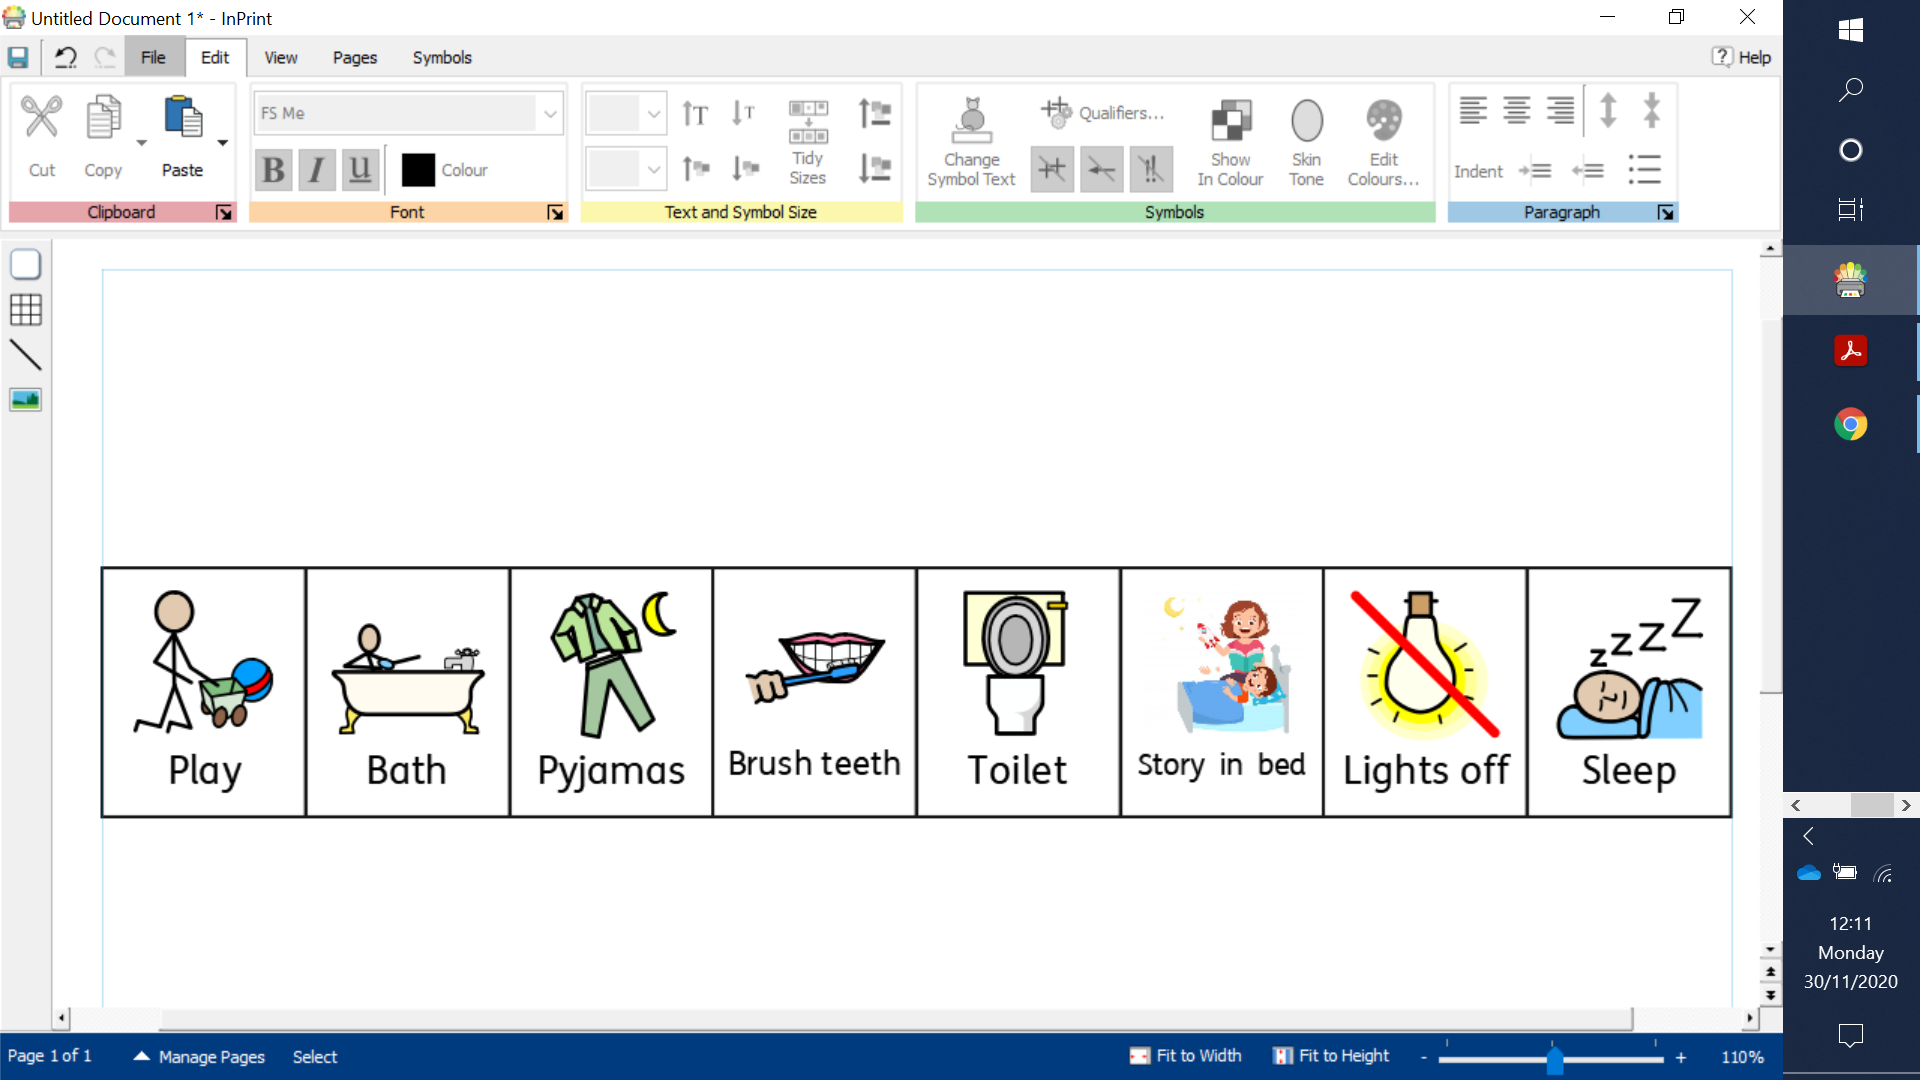 Untitled Document 1* - InPrint
File Edit View Pages Symbols Help
Cut Copy Paste
Clipboard
FS Me
B I U Colour
Font
Tidy Sizes
Text and Symbol Size
Change Symbol Text
Qualifiers...
Show In Colour
Skin Tone
Edit Colours...
Symbols
Indent
Paragraph
Play Bath Pyjamas Brush teeth Toilet Story in bed Lights off Sleep
z z Z Z
12:11
Monday
30/11/2020
Page 1 of 1 Manage Pages Select Fit to Width Fit to Height - + 110%